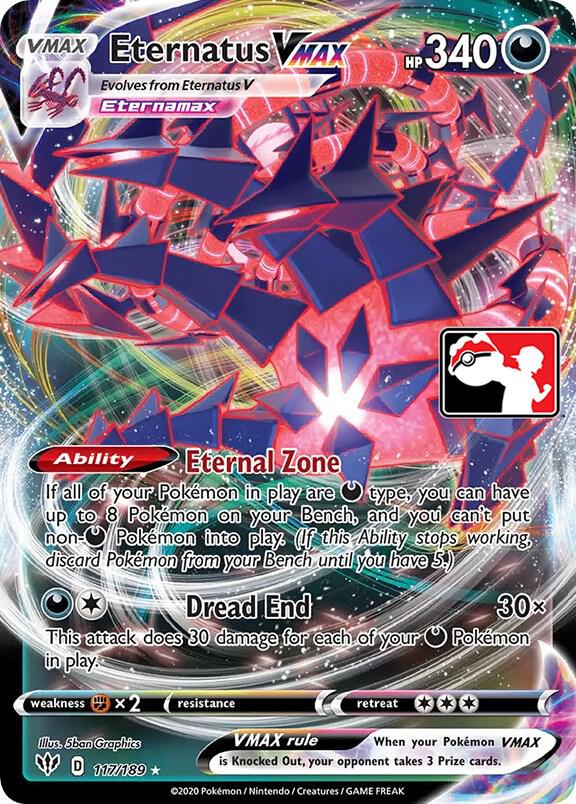 VMAX
Eternatus VMAX HP 340
Evolves from Eternatus V
Eternamax
Ability Eternal Zone
If all of your Pokémon in play are type, you can have
up to 8 Pokémon on your Bench, and you can't put
non- Pokémon into play. (If this Ability stops working,
discard Pokémon from your Bench until you have 5.)
Dread End 30×
This attack does 30 damage for each of your Pokémon
in play.
weakness ×2 resistance retreat
Illus. 5ban Graphics
VMAX rule
When your Pokémon VMAX
is Knocked Out, your opponent takes 3 Prize cards.
D 117/189 ★
©2020 Pokémon / Nintendo / Creatures / GAME FREAK